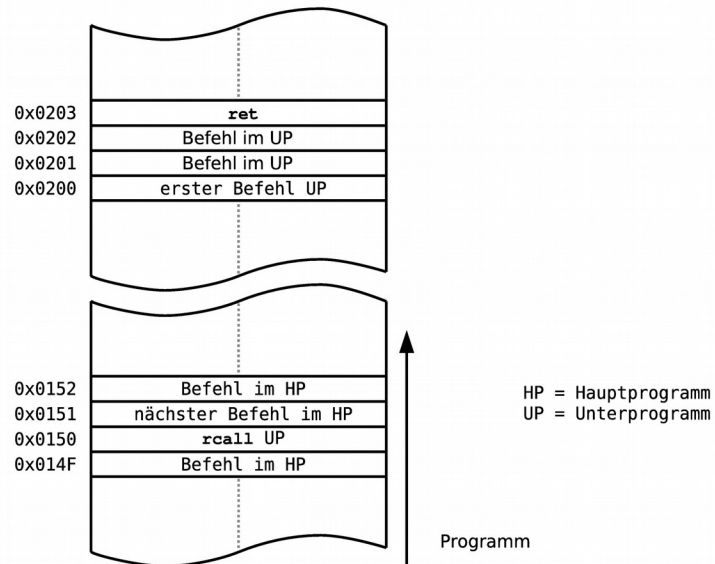 0x0203 ret
0x0202 Befehl im UP
0x0201 Befehl im UP
0x0200 erster Befehl UP
0x0152 Befehl im HP
0x0151 nächster Befehl im HP
0x0150 rcall UP
0x014F Befehl im HP
HP = Hauptprogramm
UP = Unterprogramm
Programm